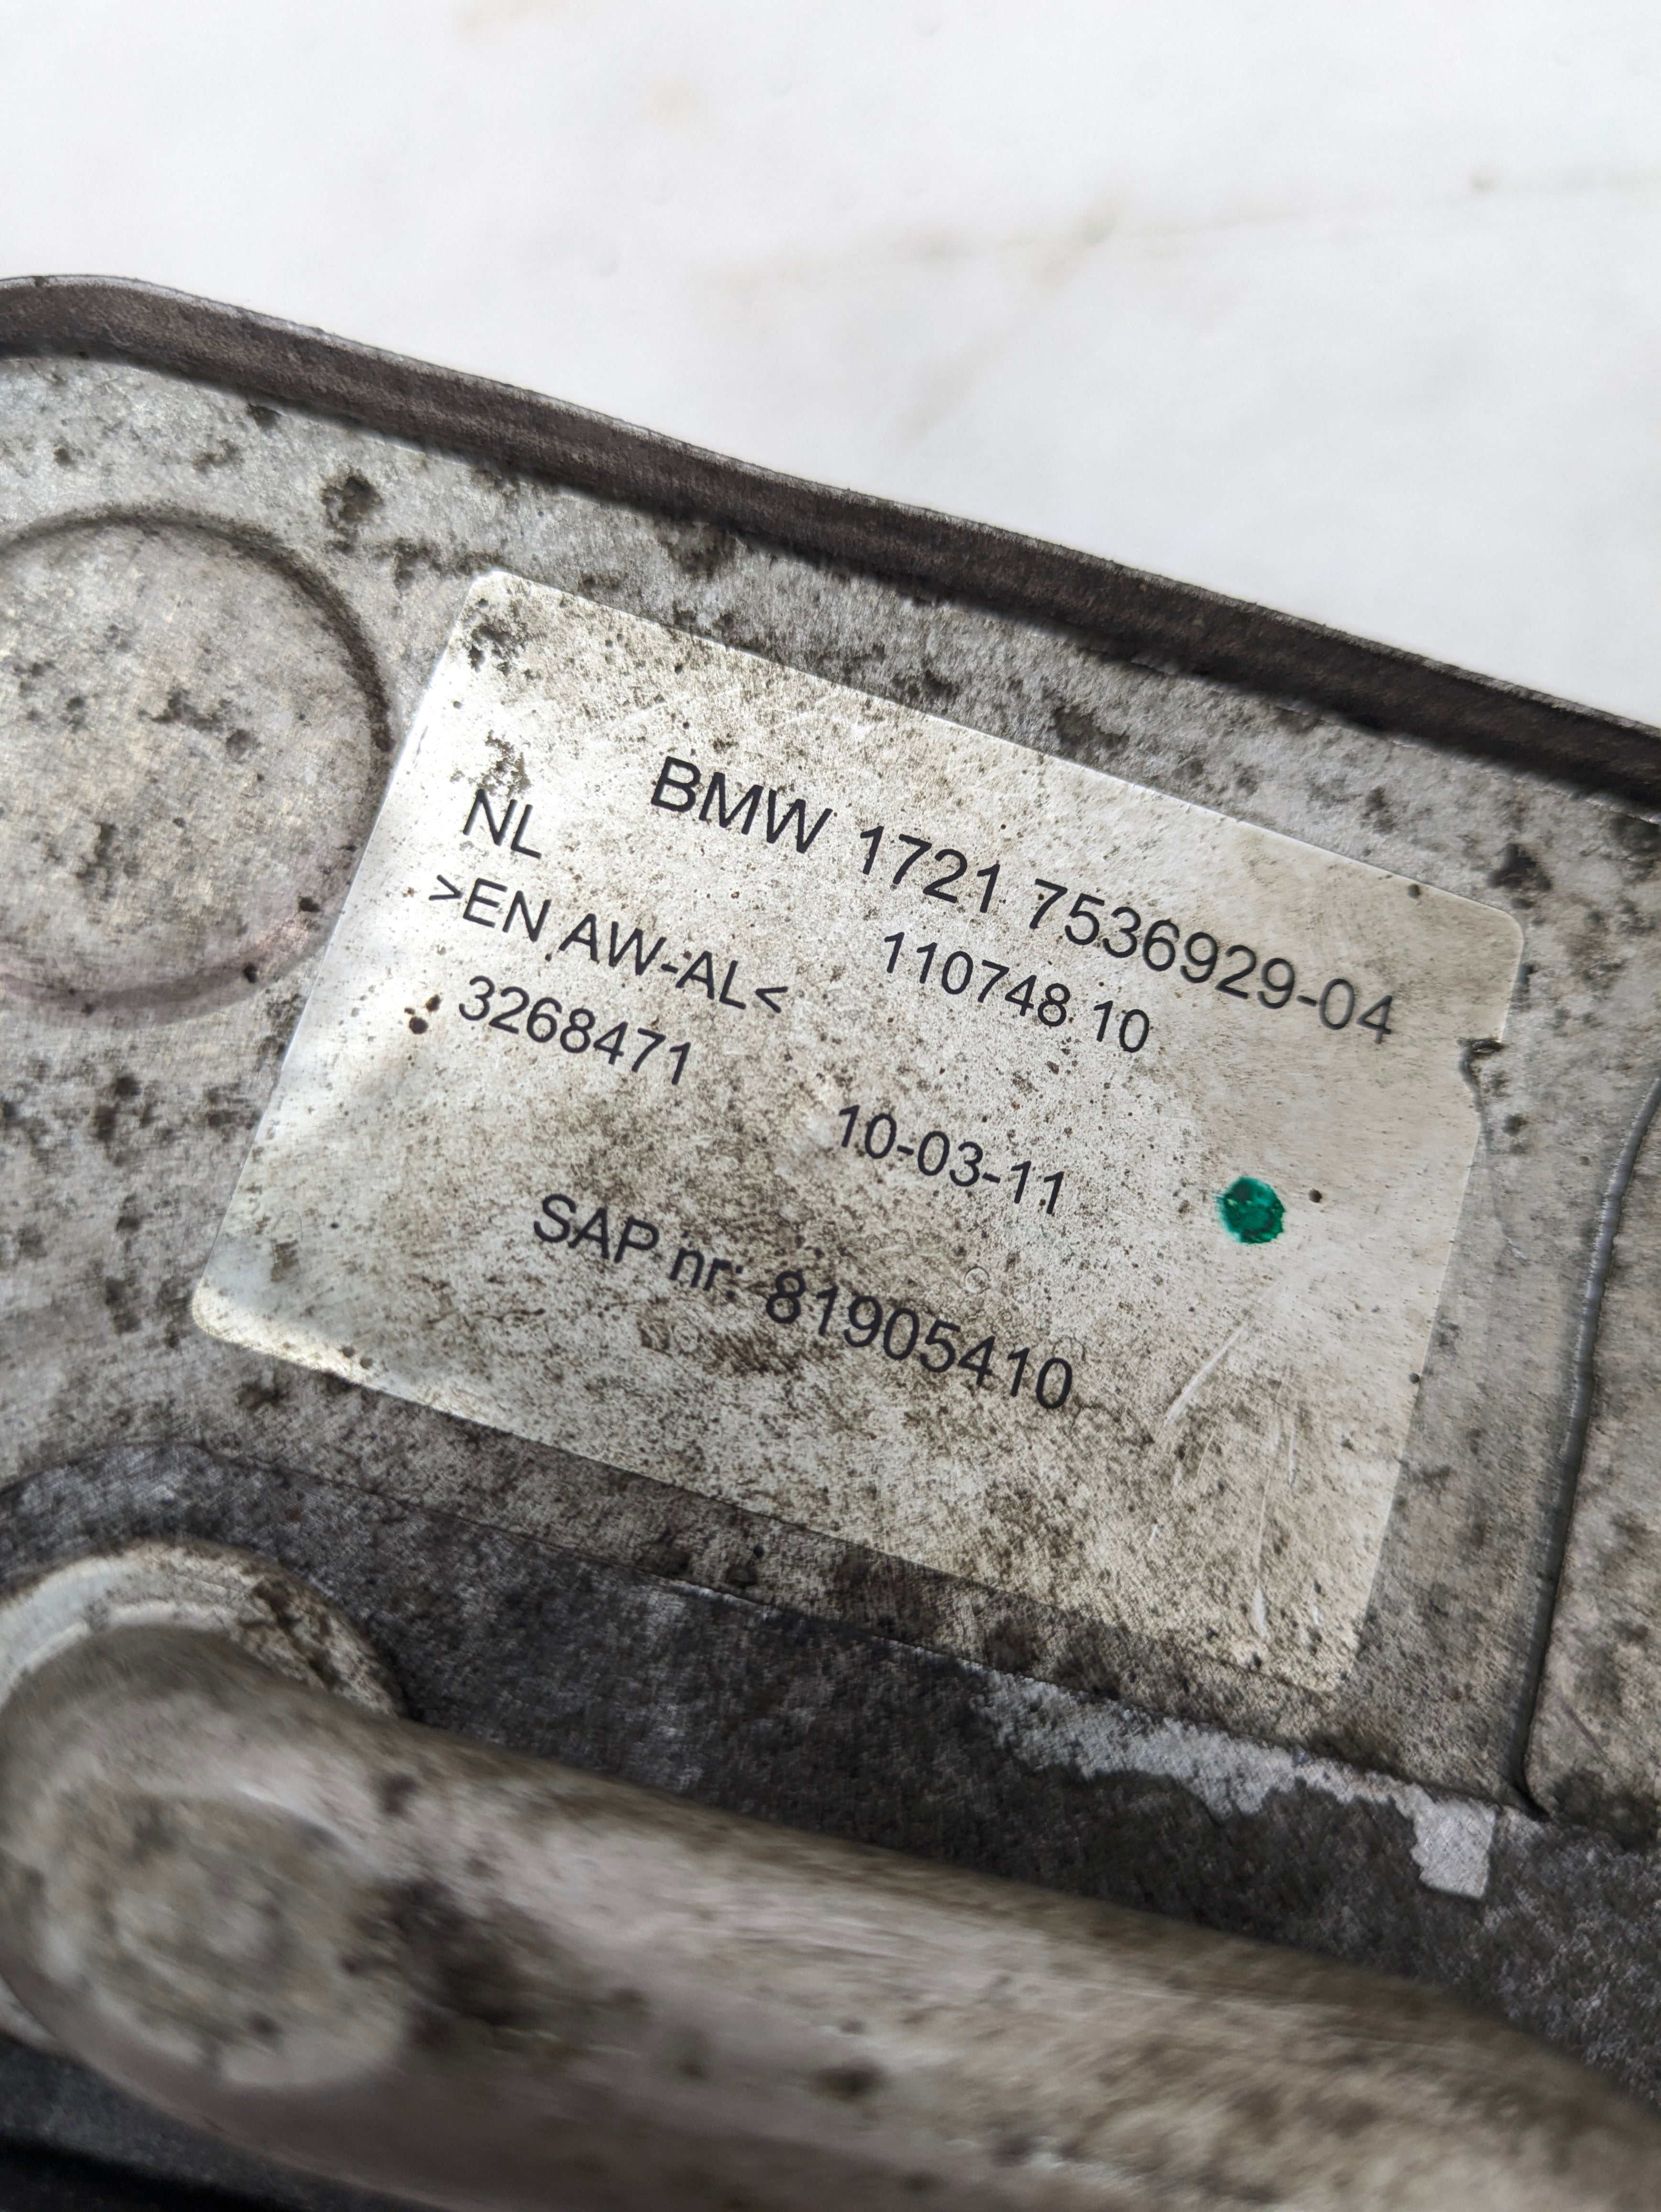 BMW 1721 7536929-04
NL 110748 10
>EN AW-AL<
3268471 10-03-11
SAP nr: 81905410